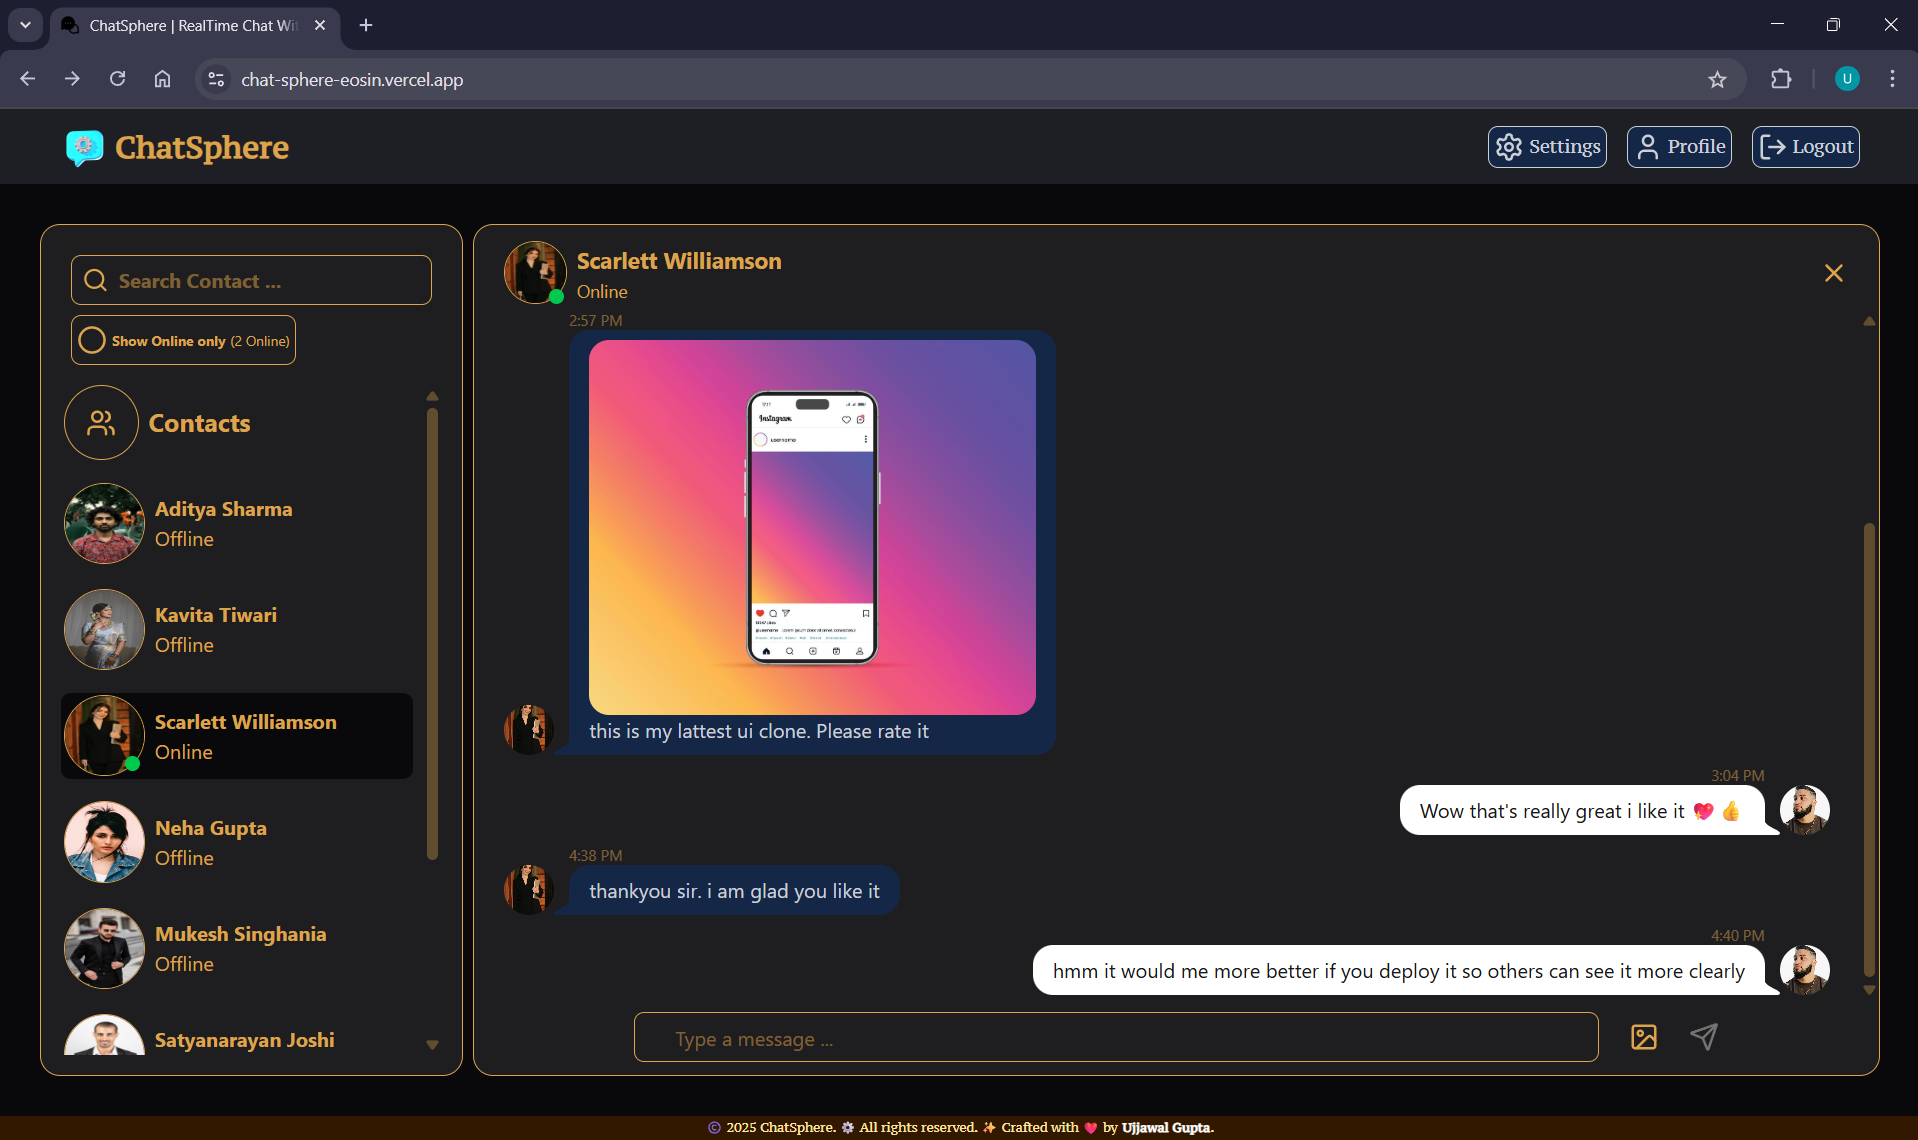 ChatSphere | RealTime Chat Wit
chat-sphere-eosin.vercel.app
U
ChatSphere
Settings
Profile
Logout
Search Contact ...
Show Online only (2 Online)
Contacts
Aditya Sharma
Offline
Kavita Tiwari
Offline
Scarlett Williamson
Online
Neha Gupta
Offline
Mukesh Singhania
Offline
Satyanarayan Joshi
Scarlett Williamson
Online
2:57 PM
Instagram
username
this is my lattest ui clone. Please rate it
3:04 PM
Wow that's really great i like it 💖 👍
4:38 PM
thankyou sir. i am glad you like it
4:40 PM
hmm it would me more better if you deploy it so others can see it more clearly
Type a message ...
© 2025 ChatSphere. ⚙️ All rights reserved. ✨ Crafted with ❤️ by Ujjawal Gupta.